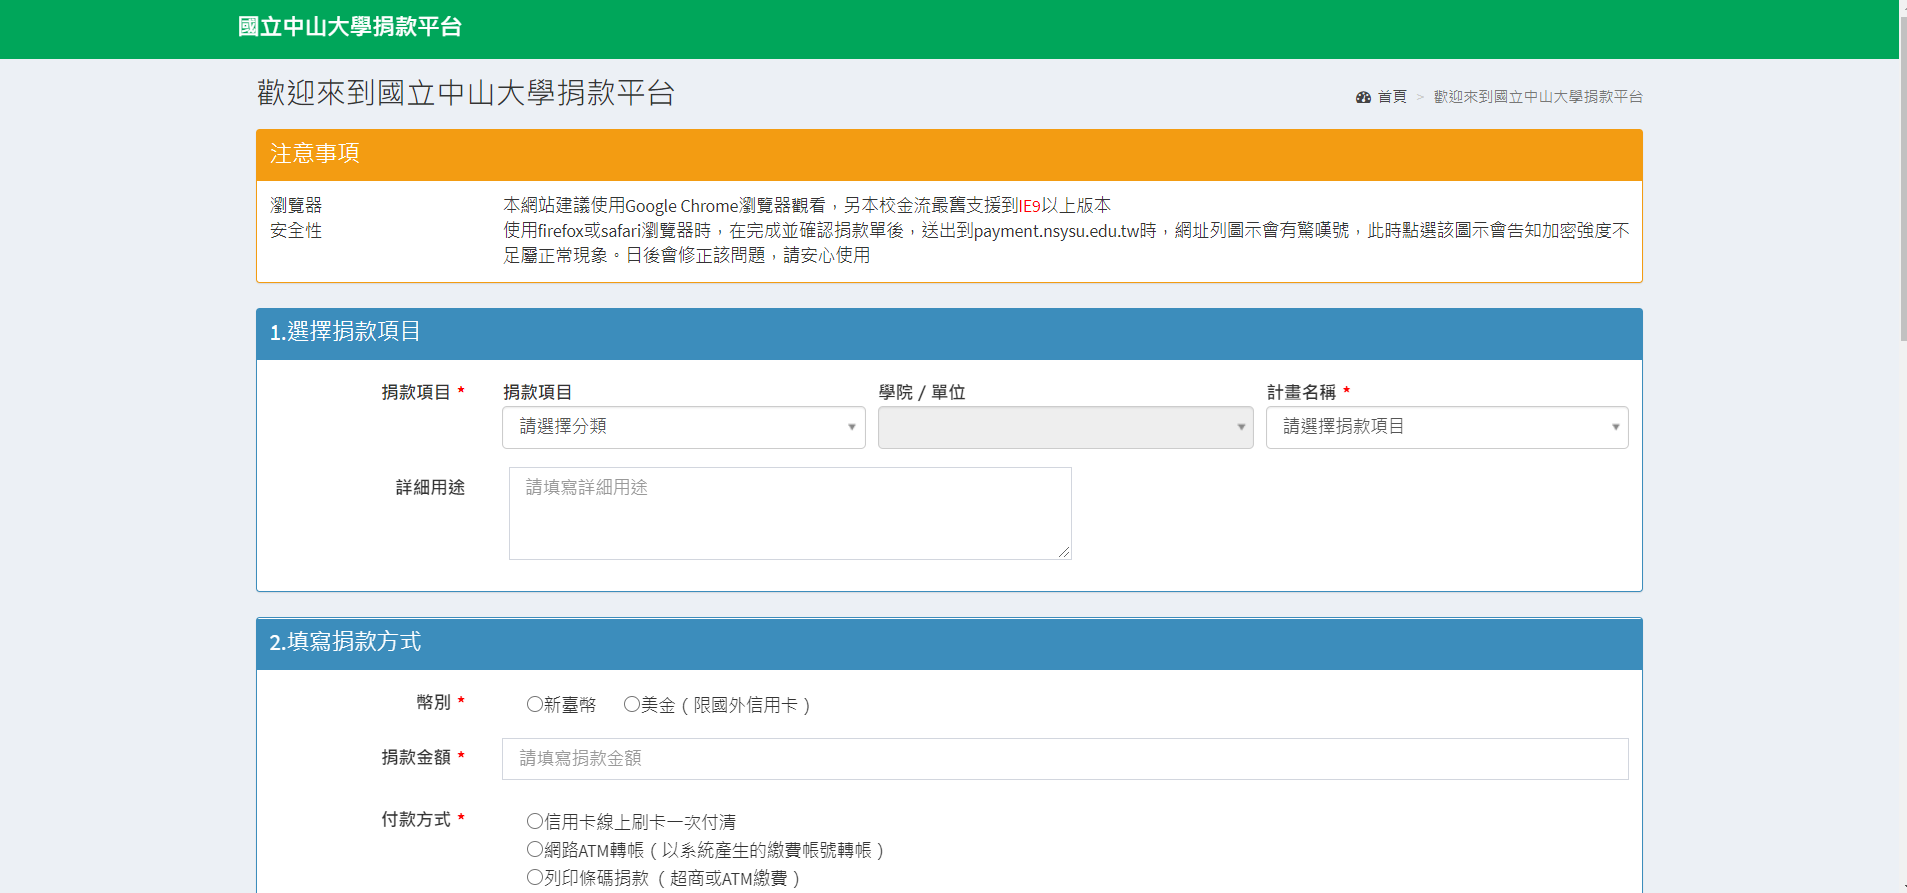 國立中山大學捐款平台
歡迎來到國立中山大學捐款平台
首頁 > 歡迎來到國立中山大學捐款平台
注意事項
瀏覽器 本網站建議使用Google Chrome瀏覽器觀看，另本校金流最舊支援到IE9以上版本
安全性 使用firefox或safari瀏覽器時，在完成並確認捐款單後，送出到payment.nsysu.edu.tw時，網址列圖示會有驚嘆號，此時點選該圖示會告知加密強度不
足屬正常現象。日後會修正該問題，請安心使用
1.選擇捐款項目
捐款項目 * 捐款項目 學院 / 單位 計畫名稱 *
請選擇分類 請選擇捐款項目
詳細用途 請填寫詳細用途
2.填寫捐款方式
幣別 * 新臺幣 美金（限國外信用卡）
捐款金額 * 請填寫捐款金額
付款方式 * 信用卡線上刷卡一次付清
網路ATM轉帳（以系統產生的繳費帳號轉帳）
列印條碼捐款 （超商或ATM繳費）